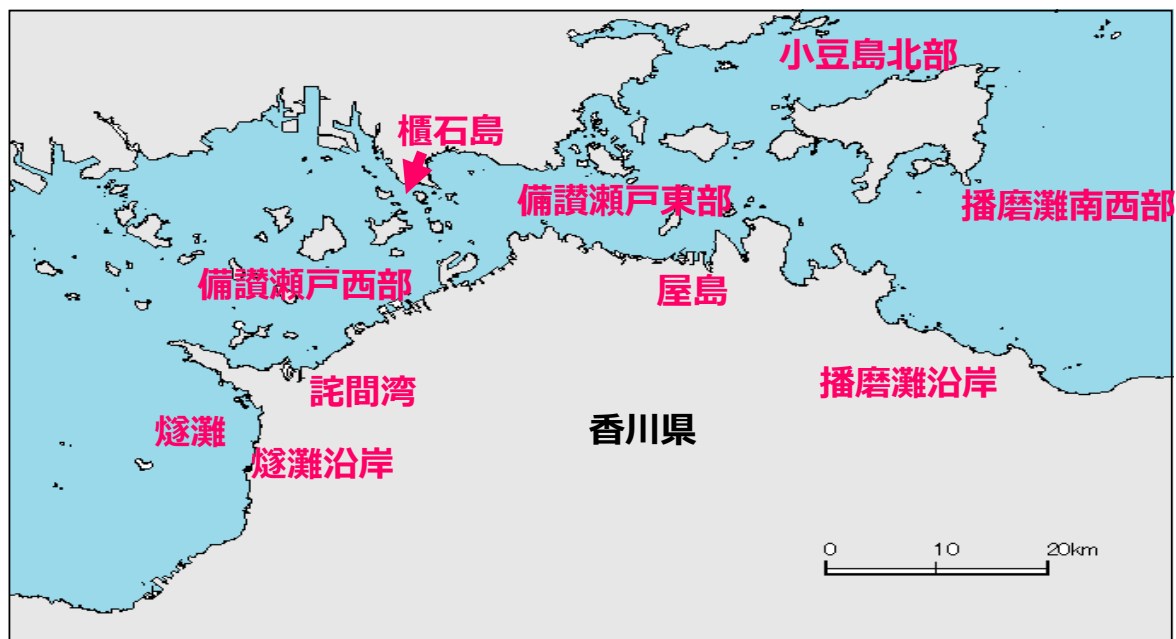 小豆島北部
櫃石島
備讃瀬戸東部
播磨灘南西部
備讃瀬戸西部
屋島
詫間湾
播磨灘沿岸
燧灘
香川県
燧灘沿岸
0 10 20km